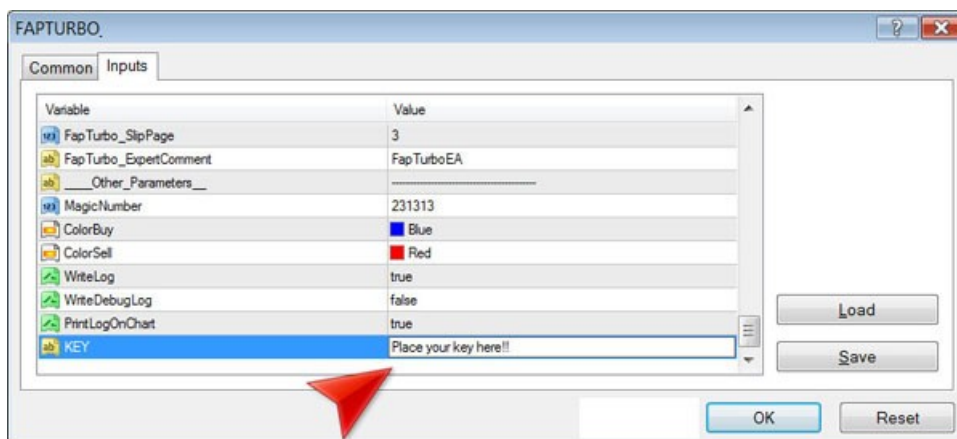 FAPTURBO
Common Inputs
Variable Value
FapTurbo_SlipPage 3
FapTurbo_ExpertComment FapTurboEA
____Other_Parameters__ ----------------------------------------
MagicNumber 231313
ColorBuy Blue
ColorSell Red
WriteLog true
WriteDebugLog false
PrintLogOnChart true
KEY Place your key here!!
Load
Save
OK Reset